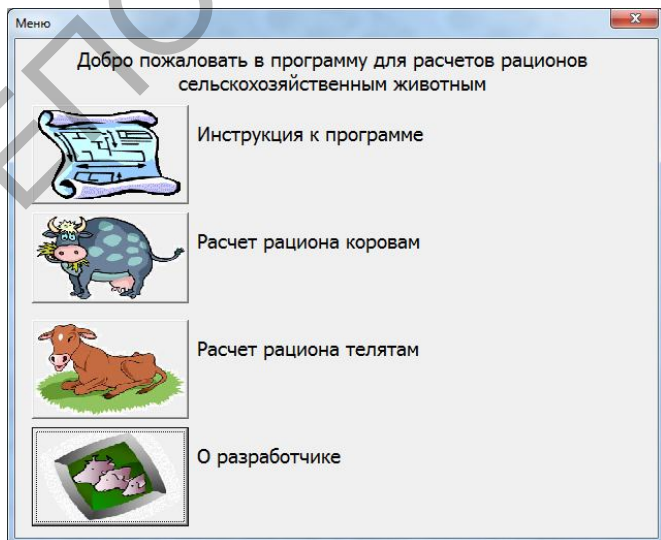 Меню
Добро пожаловать в программу для расчетов рационов
сельскохозяйственным животным
Инструкция к программе
Расчет рациона коровам
Расчет рациона телятам
О разработчике